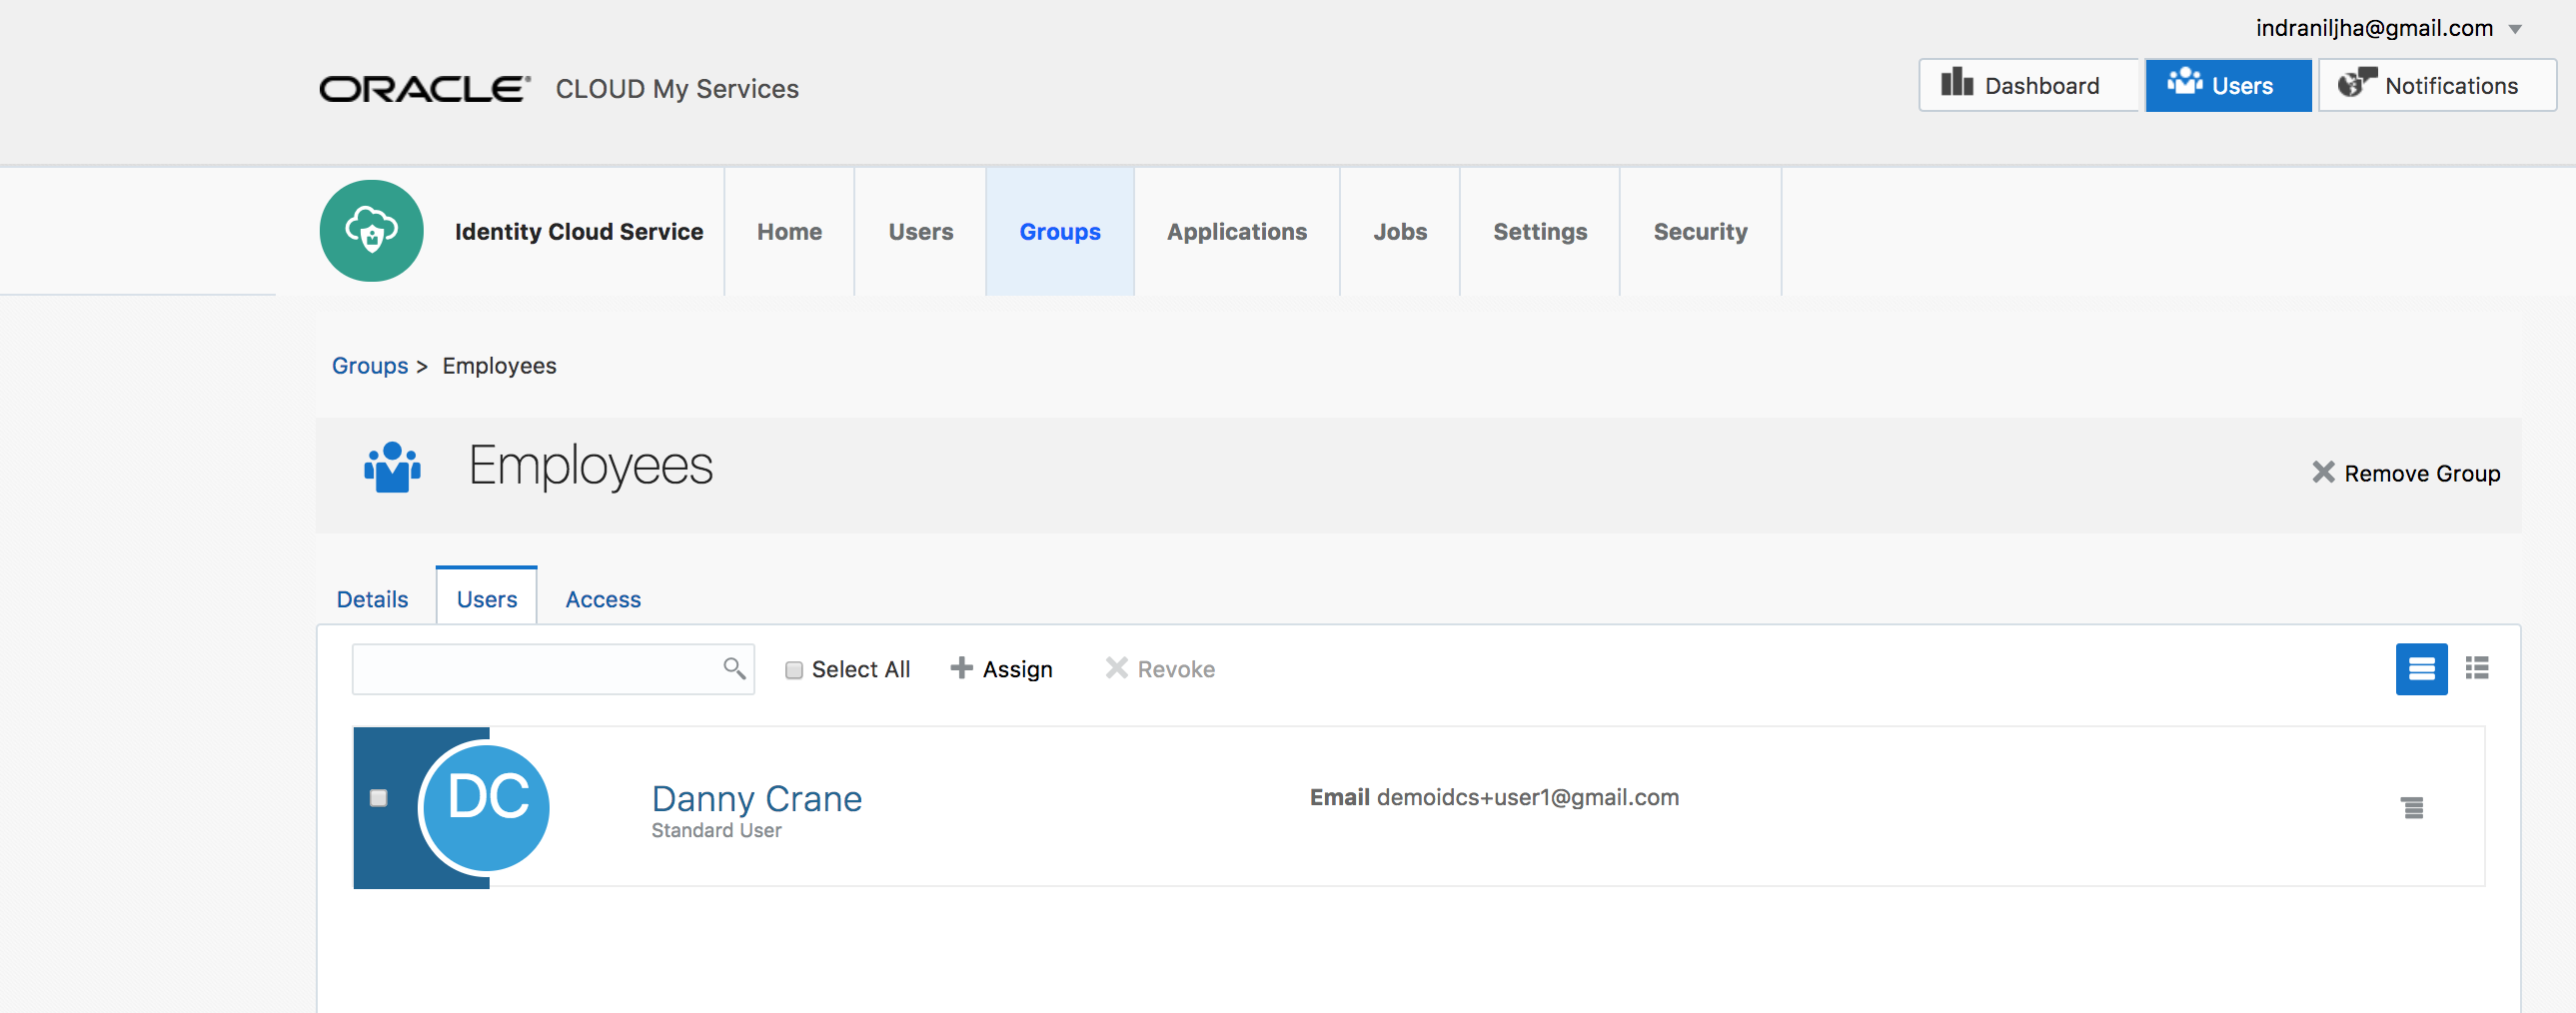 indraniljha@gmail.com
ORACLE® CLOUD My Services
Dashboard Users Notifications
Identity Cloud Service Home Users Groups Applications Jobs Settings Security
Groups > Employees
Employees
Remove Group
Details Users Access
Select All Assign Revoke
DC
Danny Crane
Standard User
Email demoidcs+user1@gmail.com